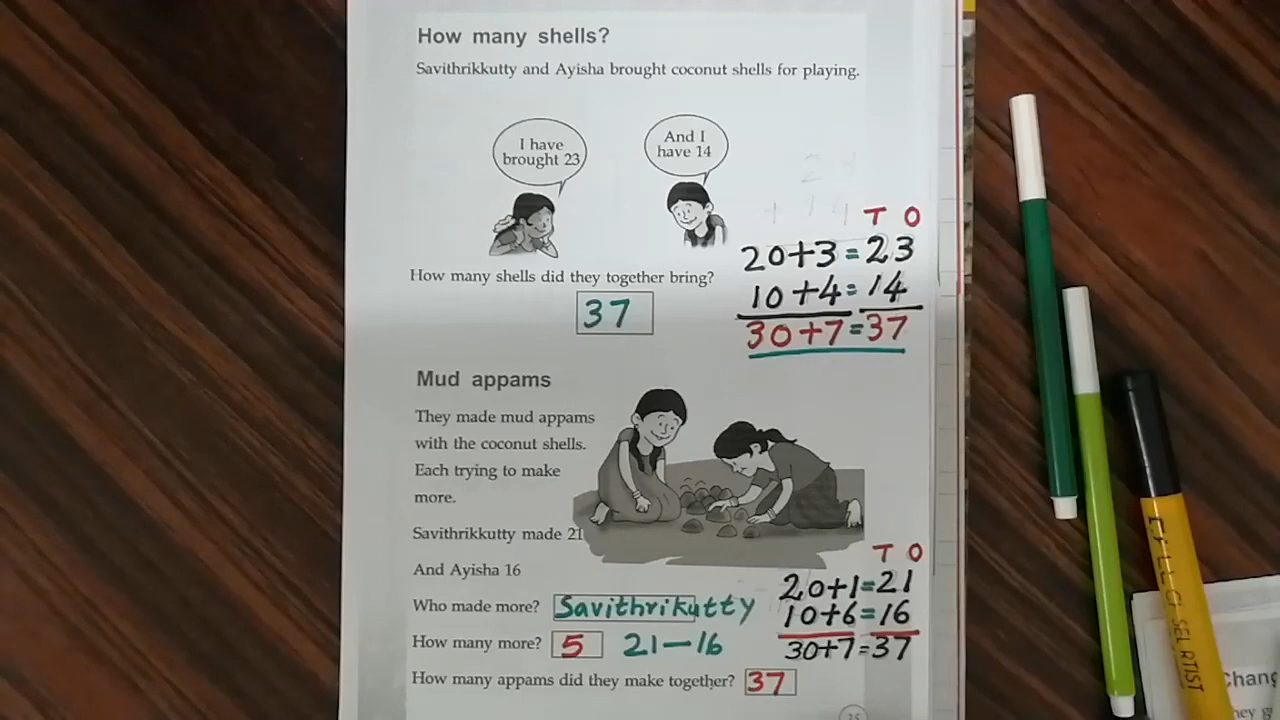 How many shells?
Savithrikkutty and Ayisha brought coconut shells for playing.
I have
brought 23
And I
have 14
T O
20+3=23
10+4=14
30+7=37
How many shells did they together bring?
37
Mud appams
They made mud appams
with the coconut shells.
Each trying to make
more.
Savithrikkutty made 21
And Ayisha 16
T O
20+1=21
10+6=16
30+7=37
Who made more? Savithrikutty
How many more? 5 21-16
How many appams did they make together? 37